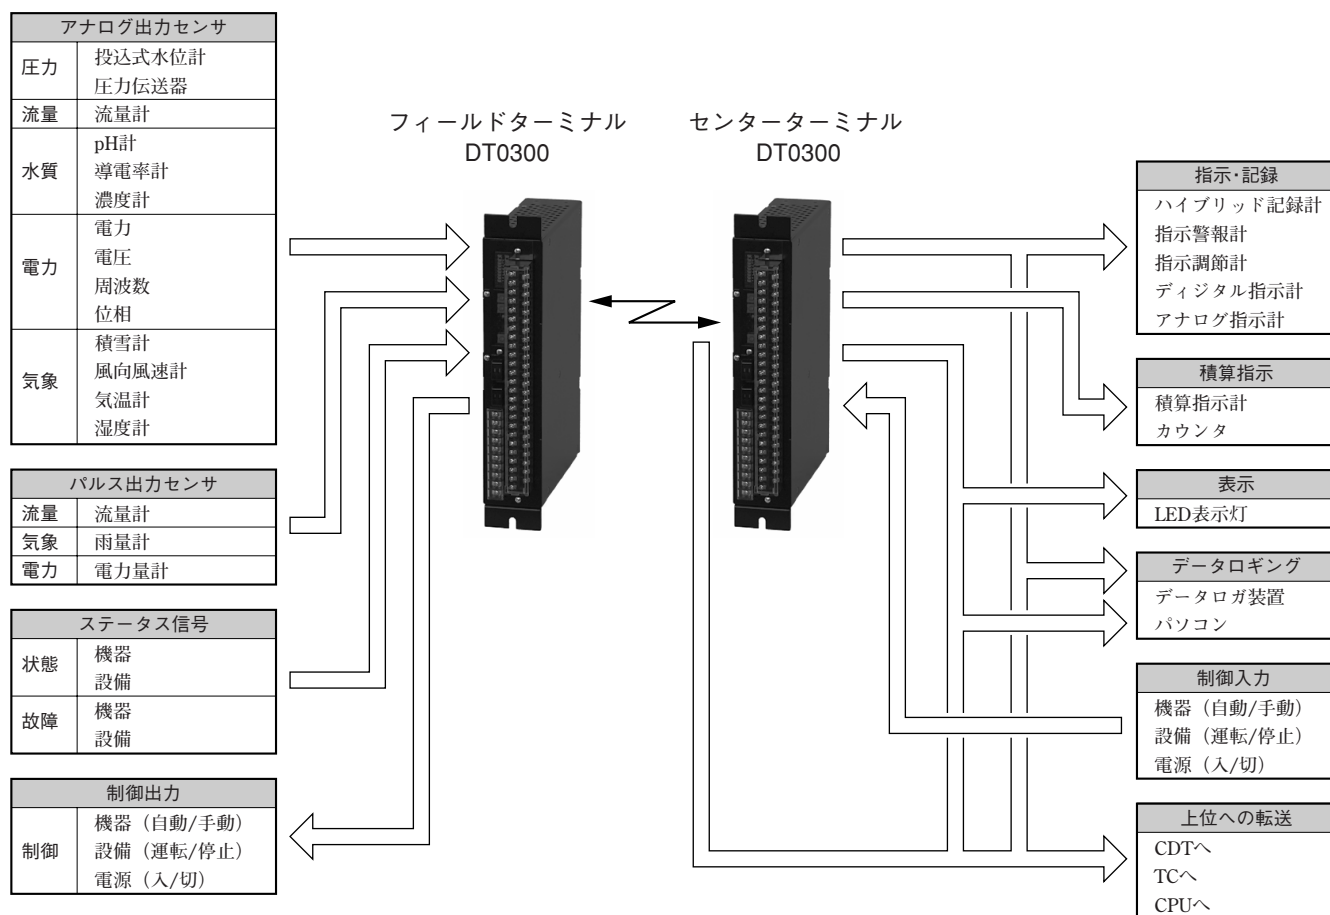 アナログ出力センサ
圧力
投込式水位計
圧力伝送器
流量
流量計
水質
pH計
導電率計
濃度計
電力
電力
電圧
周波数
位相
気象
積雪計
風向風速計
気温計
湿度計
パルス出力センサ
流量
流量計
気象
雨量計
電力
電力量計
ステータス信号
状態
機器
設備
故障
機器
設備
制御出力
制御
機器（自動/手動）
設備（運転/停止）
電源（入/切）
フィールドターミナル
DT0300
センターターミナル
DT0300
指示・記録
ハイブリッド記録計
指示警報計
指示調節計
ディジタル指示計
アナログ指示計
積算指示
積算指示計
カウンタ
表示
LED表示灯
データロギング
データロガ装置
パソコン
制御入力
機器（自動/手動）
設備（運転/停止）
電源（入/切）
上位への転送
CDTへ
TCへ
CPUへ